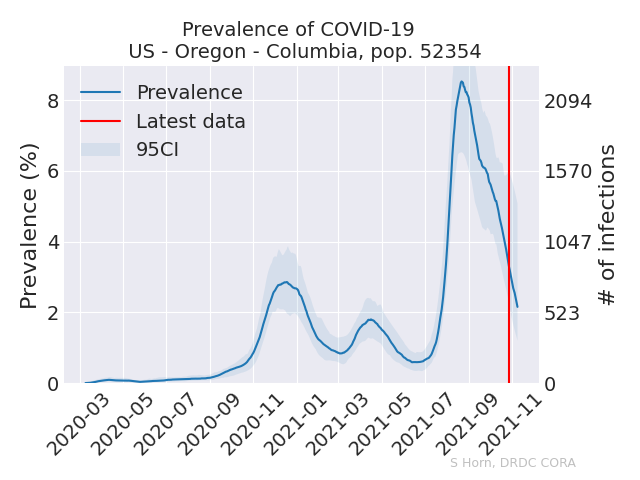 Prevalence of COVID-19
US - Oregon - Columbia, pop. 52354
Prevalence
Latest data
95CI
Prevalence (%)
8
6
4
2
0
2094
1570
1047
523
0
# of infections
2020-03
2020-05
2020-07
2020-09
2020-11
2021-01
2021-03
2021-05
2021-07
2021-09
2021-11
S Horn, DRDC CORA